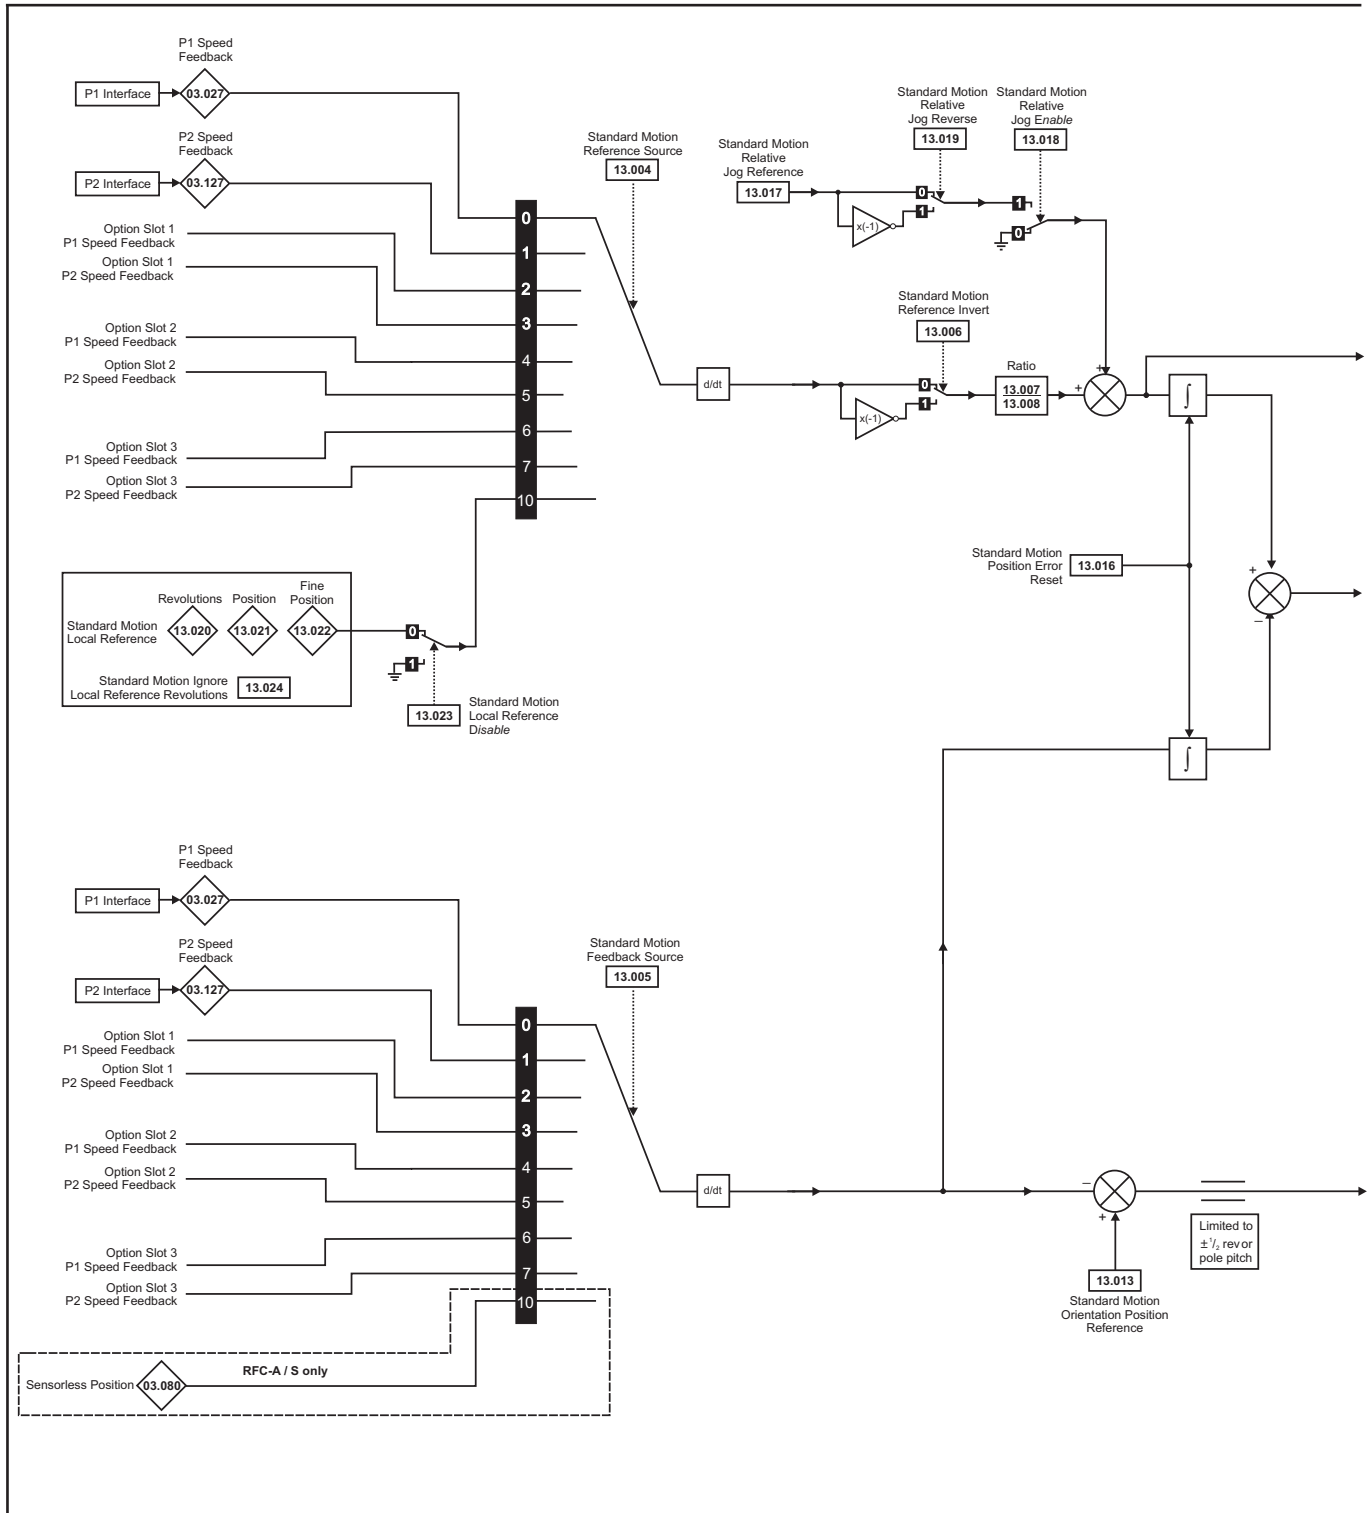 P1 Speed
Feedback
P1 Interface
03.027
P2 Speed
Feedback
P2 Interface
03.127
Option Slot 1
P1 Speed Feedback
Option Slot 1
P2 Speed Feedback
Option Slot 2
P1 Speed Feedback
Option Slot 2
P2 Speed Feedback
Option Slot 3
P1 Speed Feedback
Option Slot 3
P2 Speed Feedback
0
1
2
3
4
5
6
7
10
Standard Motion
Reference Source
13.004
Standard Motion
Relative
Jog Reference
13.017
Standard Motion
Relative
Jog Reverse
13.019
Standard Motion
Relative
Jog Enable
13.018
0
1
x(-1)
1
0
Standard Motion
Reference Invert
13.006
d/dt
0
1
x(-1)
Ratio
13.007
13.008
+
+
∫
Standard Motion
Position Error
Reset
13.016
+
−
∫
Revolutions
Position
Fine
Position
Standard Motion
Local Reference
13.020
13.021
13.022
Standard Motion Ignore
Local Reference Revolutions
13.024
0
1
13.023
Standard Motion
Local Reference
Disable
P1 Speed
Feedback
P1 Interface
03.027
P2 Speed
Feedback
P2 Interface
03.127
Option Slot 1
P1 Speed Feedback
Option Slot 1
P2 Speed Feedback
Option Slot 2
P1 Speed Feedback
Option Slot 2
P2 Speed Feedback
Option Slot 3
P1 Speed Feedback
Option Slot 3
P2 Speed Feedback
0
1
2
3
4
5
6
7
10
Standard Motion
Feedback Source
13.005
d/dt
−
+
13.013
Standard Motion
Orientation Position
Reference
Limited to
±1/2 rev or
pole pitch
RFC-A / S only
Sensorless Position
03.080